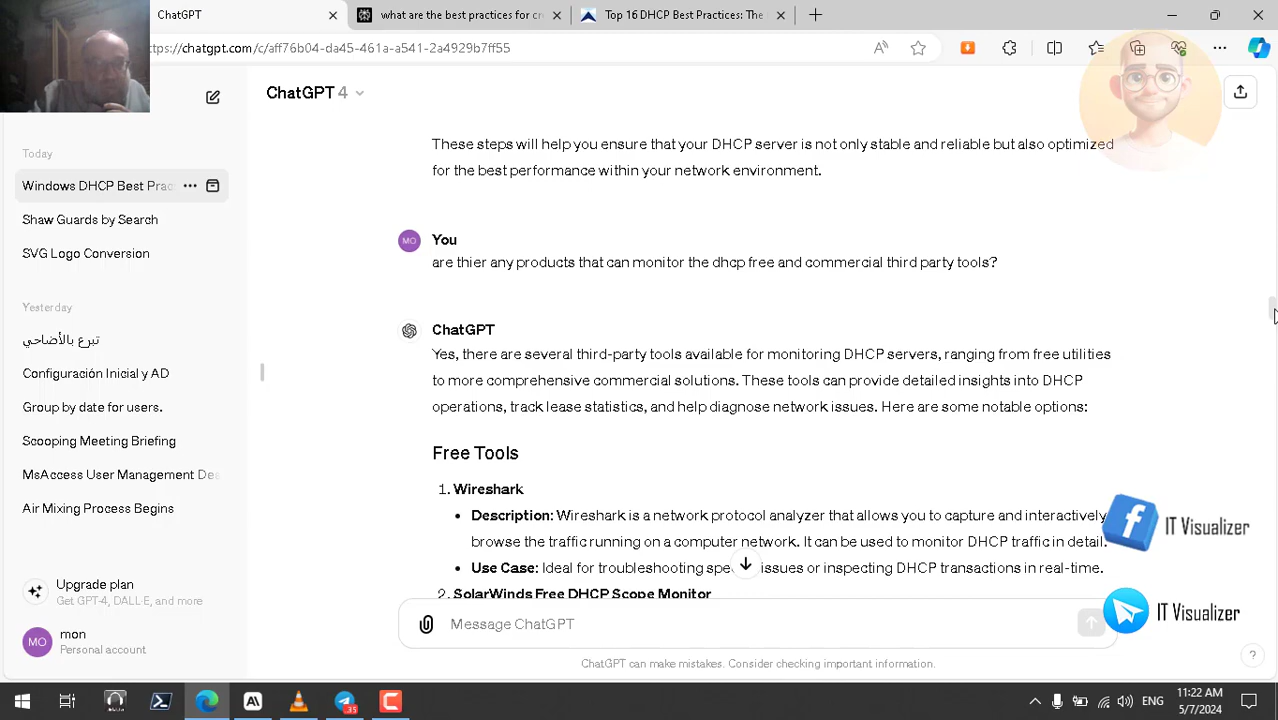 ChatGPT
what are the best practices for cr
Top 16 DHCP Best Practices: The
ttps://chatgpt.com/c/aff76b04-da45-461a-a541-2a4929b7ff55
ChatGPT 4
Today
Windows DHCP Best Prac
Shaw Guards by Search
SVG Logo Conversion
Yesterday
تبرع بالأضاحي
Configuración Inicial y AD
Group by date for users.
Scooping Meeting Briefing
MsAccess User Management Des
Air Mixing Process Begins
Upgrade plan
Get GPT-4, DALL·E, and more
MO
mon
Personal account
These steps will help you ensure that your DHCP server is not only stable and reliable but also optimized
for the best performance within your network environment.
MO
You
are thier any products that can monitor the dhcp free and commercial third party tools?
ChatGPT
Yes, there are several third-party tools available for monitoring DHCP servers, ranging from free utilities
to more comprehensive commercial solutions. These tools can provide detailed insights into DHCP
operations, track lease statistics, and help diagnose network issues. Here are some notable options:
Free Tools
1. Wireshark
• Description: Wireshark is a network protocol analyzer that allows you to capture and interactively
browse the traffic running on a computer network. It can be used to monitor DHCP traffic in detail.
• Use Case: Ideal for troubleshooting spe issues or inspecting DHCP transactions in real-time.
2. SolarWinds Free DHCP Scope Monitor
Message ChatGPT
ChatGPT can make mistakes. Consider checking important information.
?
IT Visualizer
IT Visualizer
35
ENG
11:22 AM
5/7/2024